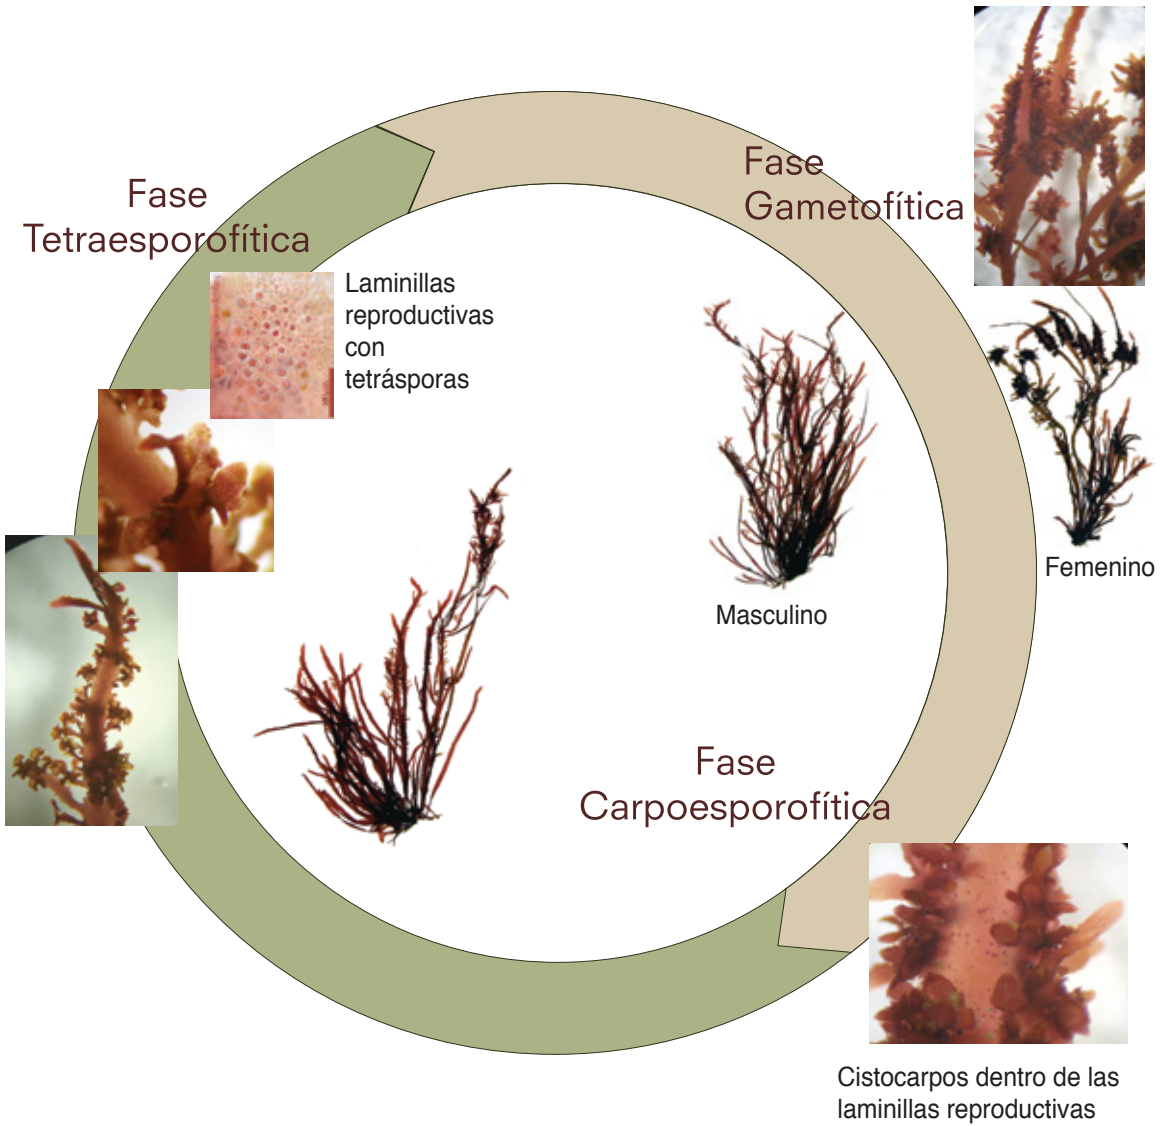 Fase
Tetraesporofítica
Laminillas
reproductivas
con
tetrásporas
Fase
Gametofítica
Masculino
Femenino
Fase
Carpoesporofítica
Cistocarpos dentro de las
laminillas reproductivas